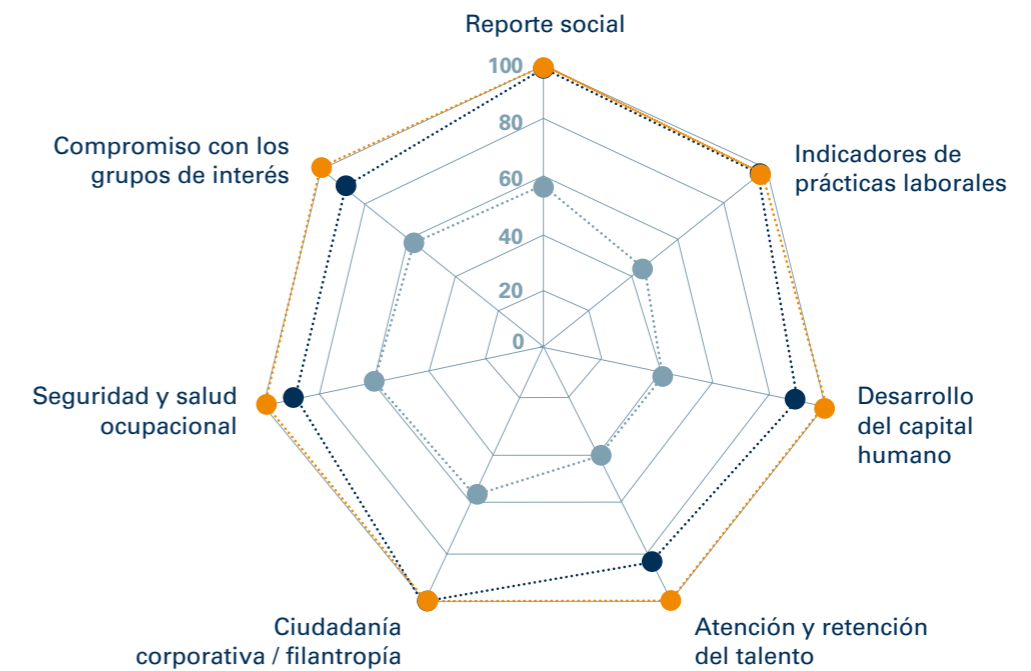 Reporte social
100
80
60
40
20
0
Compromiso con los
grupos de interés
Indicadores de
prácticas laborales
Seguridad y salud
ocupacional
Desarrollo
del capital
humano
Ciudadanía
corporativa / filantropía
Atención y retención
del talento